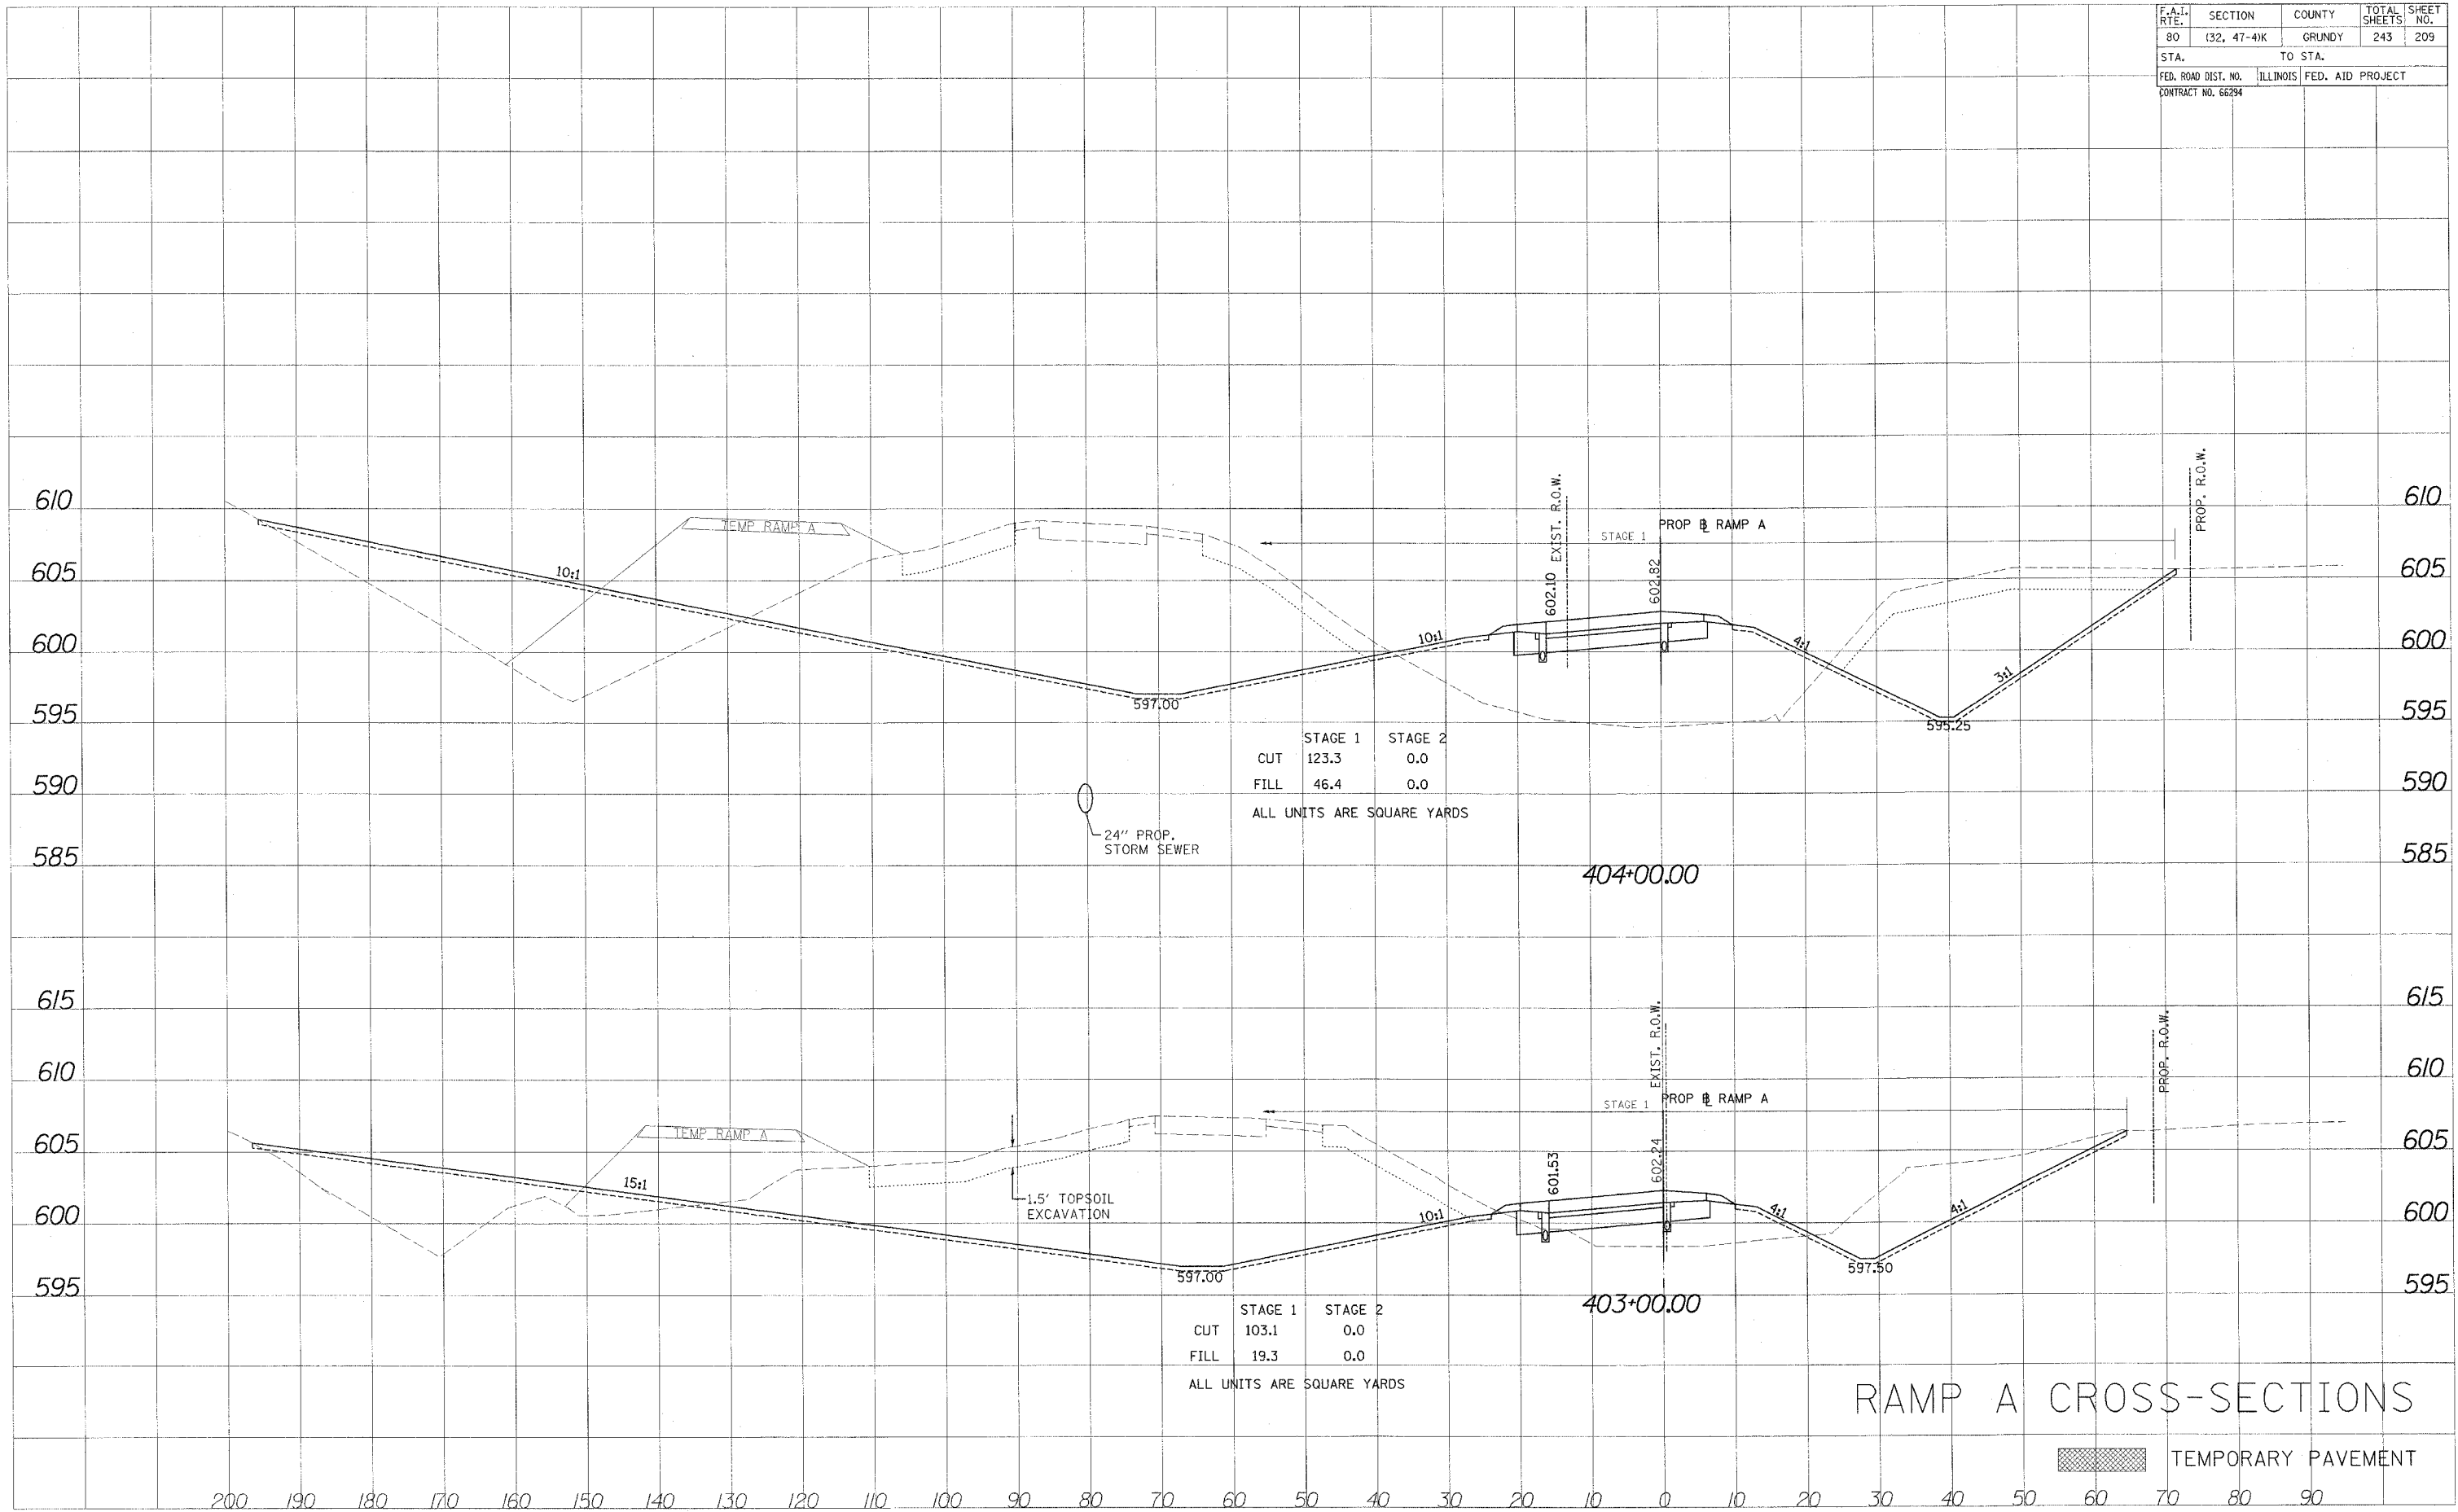 F.A.I. RTE. SECTION COUNTY TOTAL SHEETS SHEET NO.
80 (32, 47-4)K GRUNDY 243 209
STA. TO STA.
FED. ROAD DIST. NO. ILLINOIS FED. AID PROJECT
CONTRACT NO. 66294
610 610
605 605
600 600
595 595
590 590
585 585
TEMP RAMP A
10:1
597.00
10:1
602.10 EXIST. R.O.W.
602.82
STAGE 1
PROP ℄ RAMP A
4:1
595.25
3:1
PROP. R.O.W.
STAGE 1 STAGE 2
CUT 123.3 0.0
FILL 46.4 0.0
ALL UNITS ARE SQUARE YARDS
24" PROP.
STORM SEWER
404+00.00
615 615
610 610
605 605
600 600
595 595
TEMP RAMP A
15:1
1.5' TOPSOIL
EXCAVATION
597.00
10:1
601.53
602.24 EXIST. R.O.W.
STAGE 1
PROP ℄ RAMP A
4:1
597.50
4:1
PROP. R.O.W.
403+00.00
STAGE 1 STAGE 2
CUT 103.1 0.0
FILL 19.3 0.0
ALL UNITS ARE SQUARE YARDS
RAMP A CROSS-SECTIONS
TEMPORARY PAVEMENT
200 190 180 170 160 150 140 130 120 110 100 90 80 70 60 50 40 30 20 10 0 10 20 30 40 50 60 70 80 90